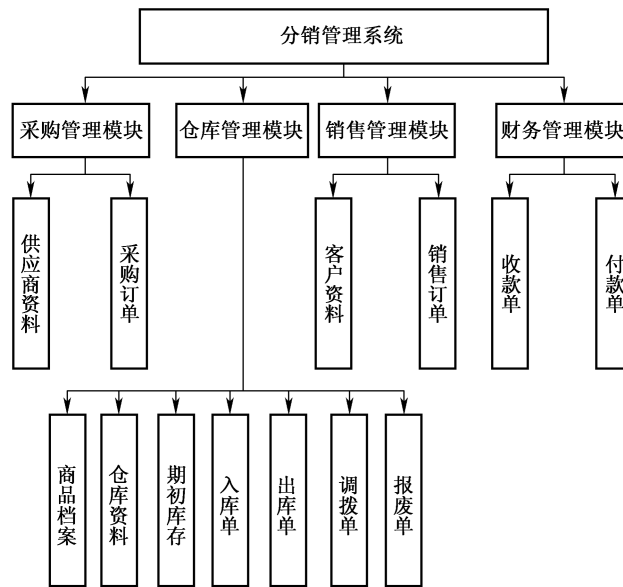 分销管理系统
采购管理模块
仓库管理模块
销售管理模块
财务管理模块
供应商资料
采购订单
客户资料
销售订单
收款单
付款单
商品档案
仓库资料
期初库存
入库单
出库单
调拨单
报废单